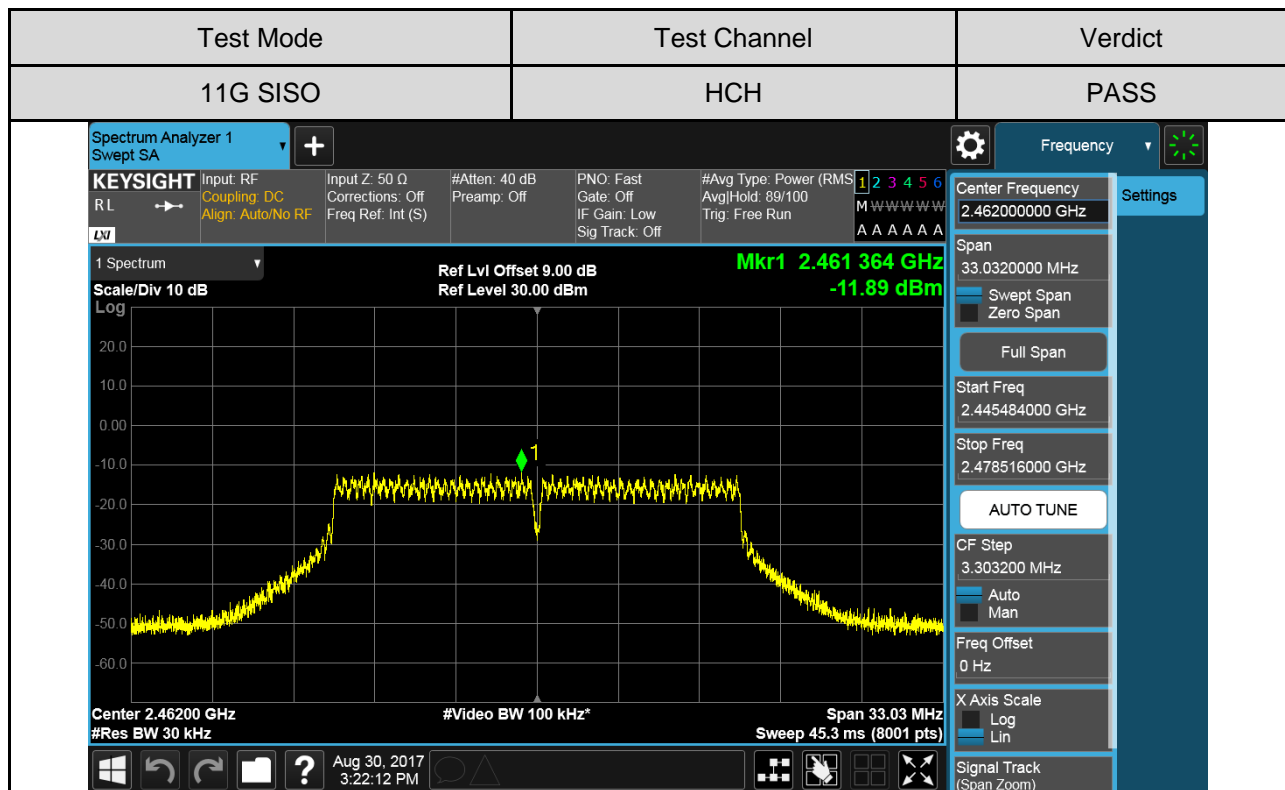 Test Mode Test Channel Verdict
11G SISO HCH PASS
Spectrum Analyzer 1
Swept SA
+
Frequency
KEYSIGHT
RL
LXI
Input: RF
Coupling: DC
Align: Auto/No RF
Input Z: 50 Ω
Corrections: Off
Freq Ref: Int (S)
#Atten: 40 dB
Preamp: Off
PNO: Fast
Gate: Off
IF Gain: Low
Sig Track: Off
#Avg Type: Power (RMS
Avg|Hold: 89/100
Trig: Free Run
1 2 3 4 5 6
M W W W W W
A A A A A A
1 Spectrum
Scale/Div 10 dB
Log
Ref Lvl Offset 9.00 dB
Ref Level 30.00 dBm
Mkr1 2.461 364 GHz
-11.89 dBm
20.0
10.0
0.00
-10.0
-20.0
-30.0
-40.0
-50.0
-60.0
1
Center 2.46200 GHz
#Res BW 30 kHz
#Video BW 100 kHz*
Span 33.03 MHz
Sweep 45.3 ms (8001 pts)
?
Aug 30, 2017
3:22:12 PM
Center Frequency
2.462000000 GHz
Settings
Span
33.0320000 MHz
Swept Span
Zero Span
Full Span
Start Freq
2.445484000 GHz
Stop Freq
2.478516000 GHz
AUTO TUNE
CF Step
3.303200 MHz
Auto
Man
Freq Offset
0 Hz
X Axis Scale
Log
Lin
Signal Track
(Span Zoom)